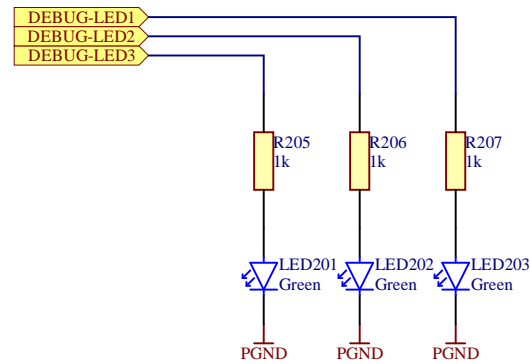 DEBUG-LED1
DEBUG-LED2
DEBUG-LED3
R205
1k
R206
1k
R207
1k
LED201
Green
LED202
Green
LED203
Green
PGND
PGND
PGND